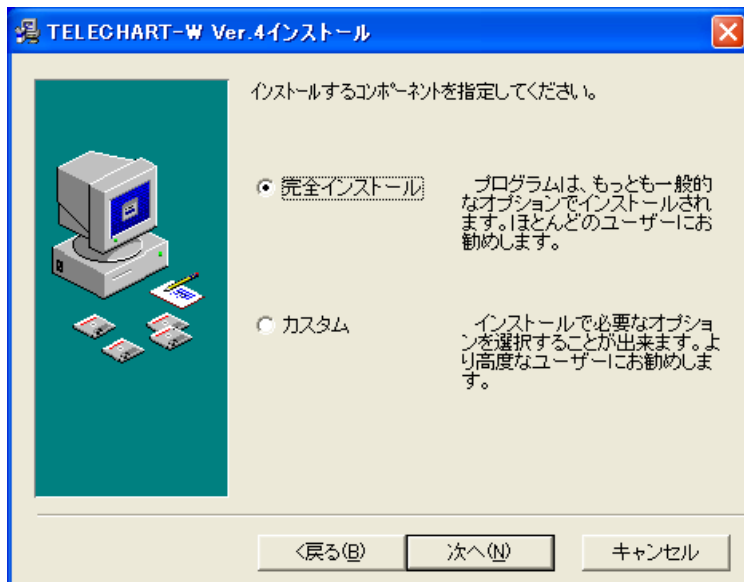 TELECHART-W Ver.4インストール
インストールするコンポーネントを指定してください。
完全インストール
プログラムは、もっとも一般的
なオプションでインストールされ
ます。ほとんどのユーザーにお
勧めします。
カスタム
インストールで必要なオプショ
ンを選択することが出来ます。よ
り高度なユーザーにお勧めしま
す。
<戻る(B)
次へ(N)
キャンセル